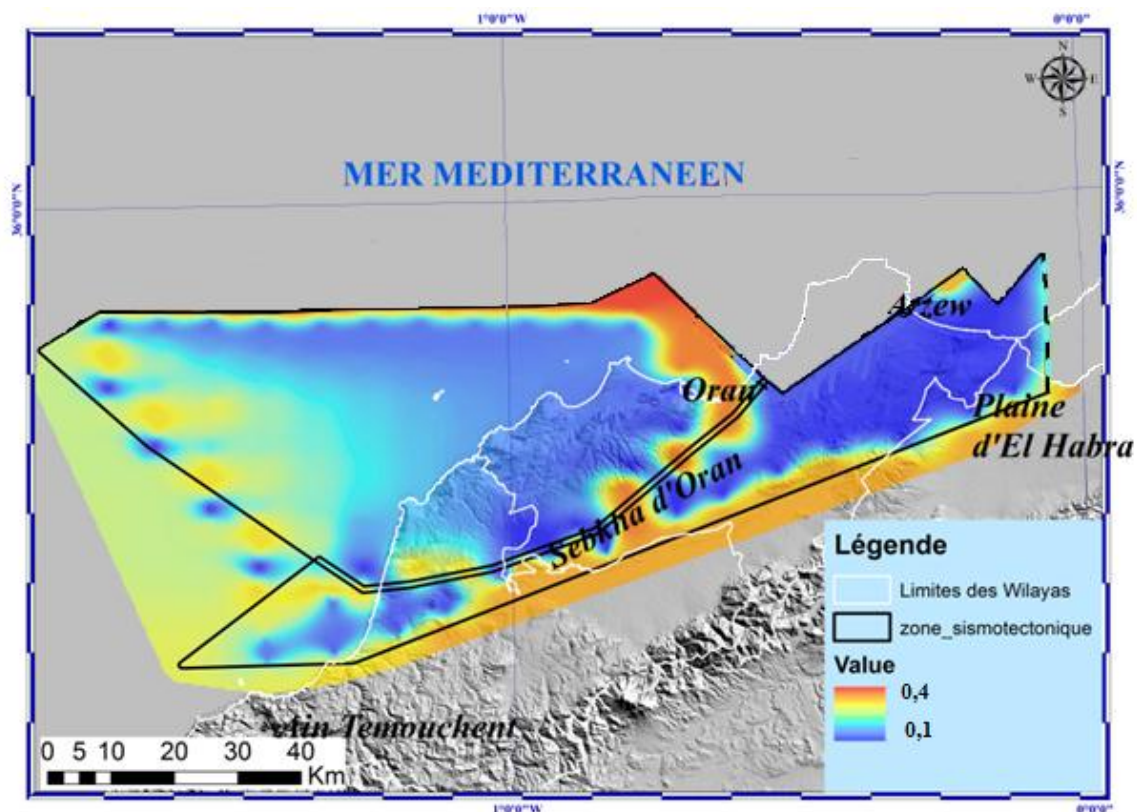 1°0'0"W
0°0'0"
N
W
E
S
MER MEDITERRANEEN
36°0'0"N
36°0'0"N
Arzew
Oran
Plaine
d'El Habra
Sebkha d'Oran
Légende
Limites des Wilayas
zone_sismotectonique
Value
0,4
0,1
Ain Temouchent
0 5 10 20 30 40
Km
1°0'0"W
0°0'0"